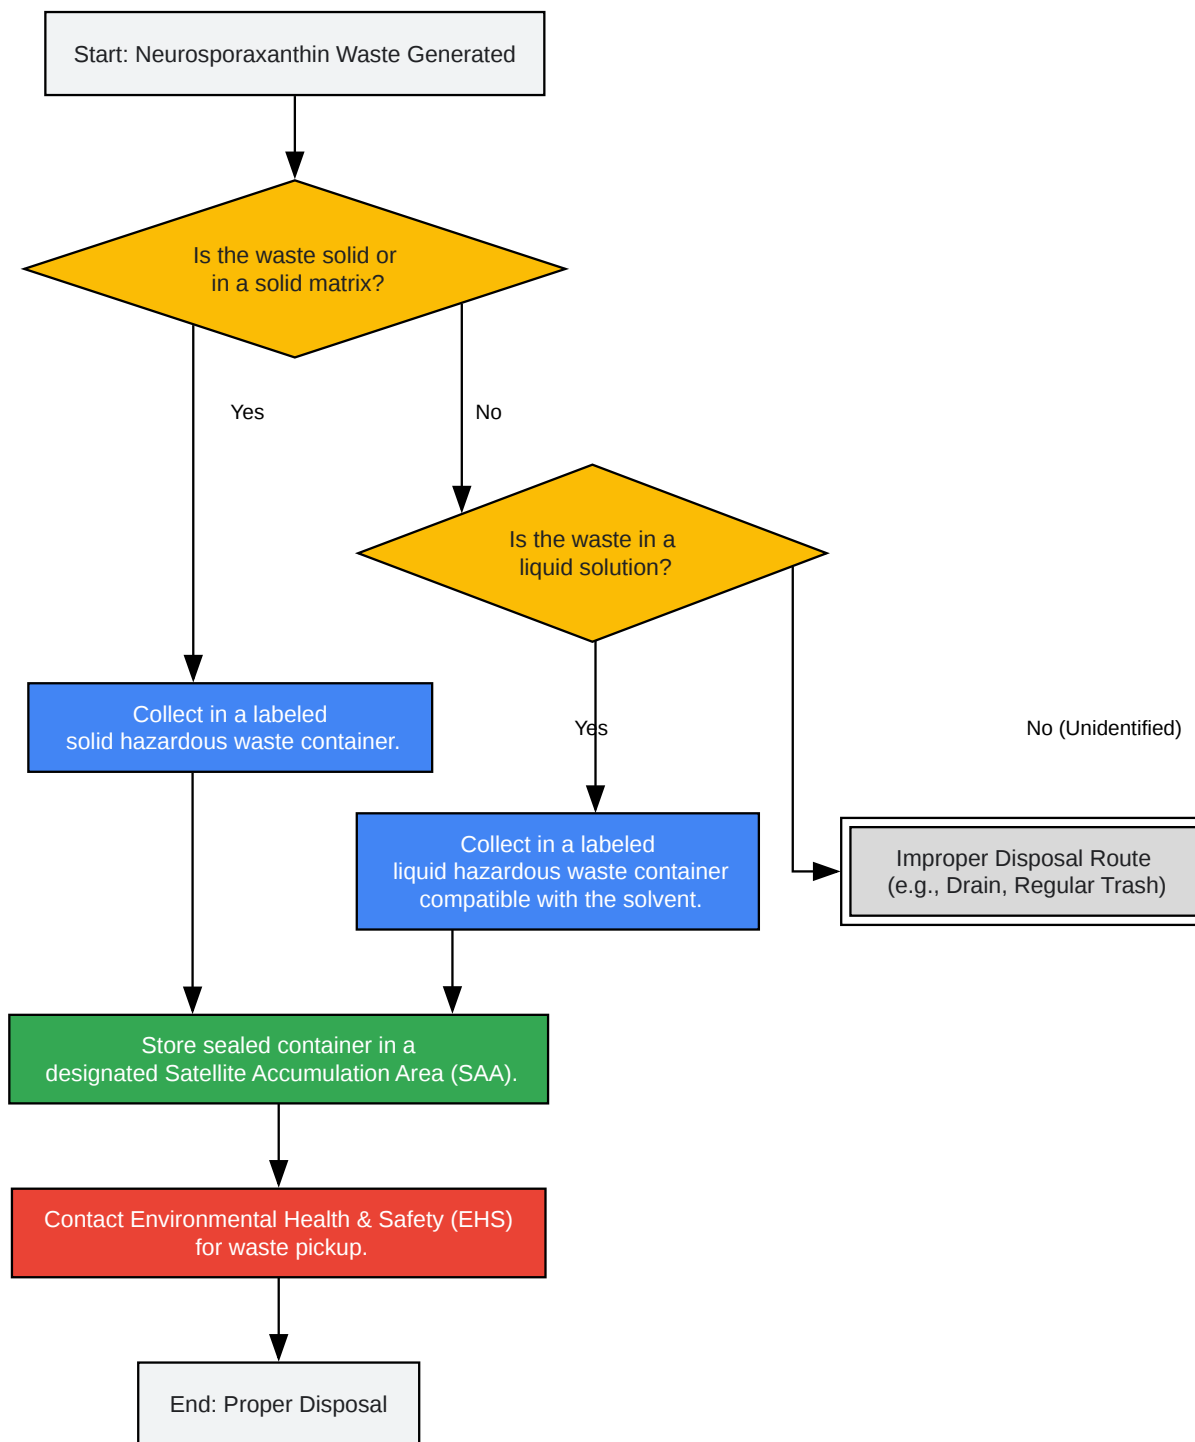 Start: Neurosporaxanthin Waste Generated
Is the waste solid or
in a solid matrix?
Yes
No
Is the waste in a
liquid solution?
Collect in a labeled
solid hazardous waste container.
Yes
No (Unidentified)
Collect in a labeled
liquid hazardous waste container
compatible with the solvent.
Improper Disposal Route
(e.g., Drain, Regular Trash)
Store sealed container in a
designated Satellite Accumulation Area (SAA).
Contact Environmental Health & Safety (EHS)
for waste pickup.
End: Proper Disposal